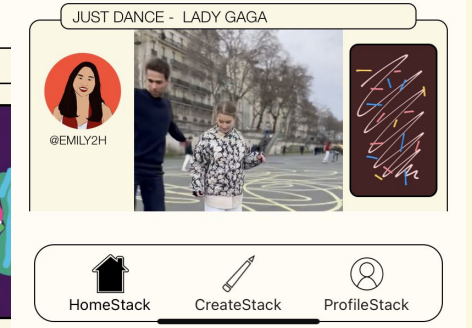 JUST DANCE - LADY GAGA
@EMILY2H
HomeStack
CreateStack
ProfileStack